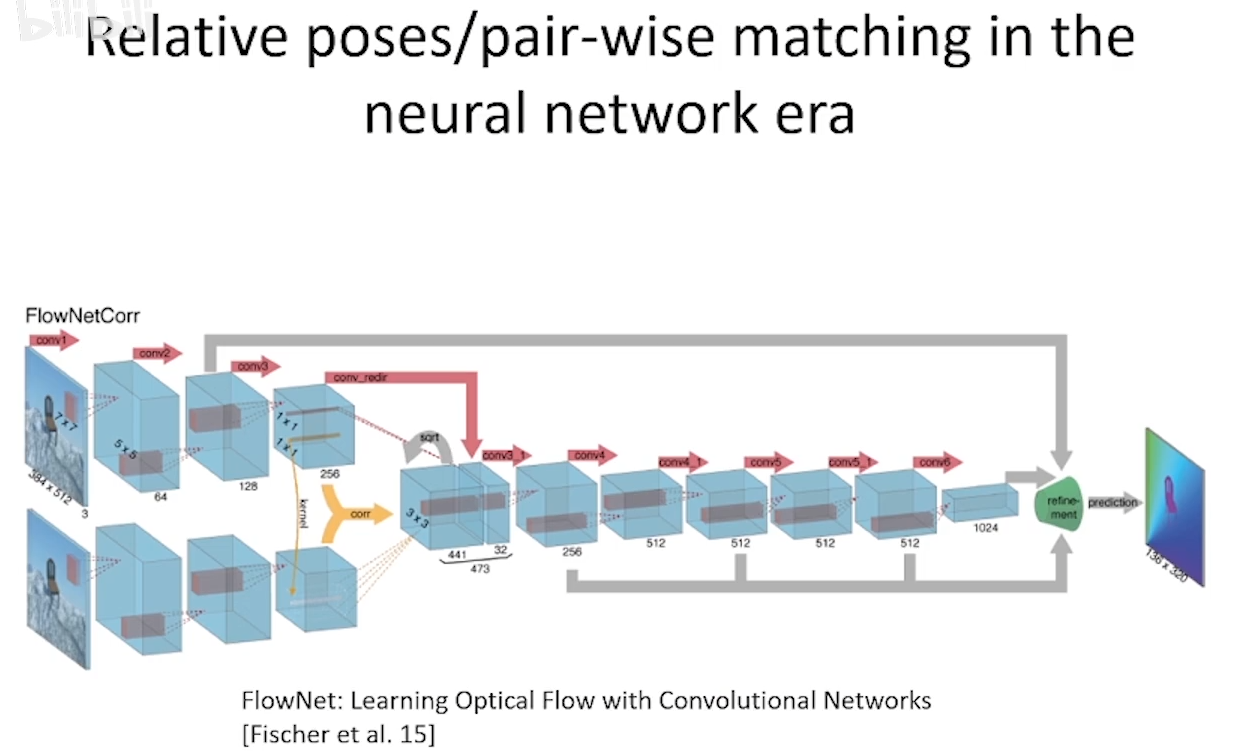 bilibili
Relative poses/pair-wise matching in the
neural network era
FlowNetCorr
conv1
conv2
conv3
conv_redir
sqrt
conv3_1
conv4
conv4_1
conv5
conv5_1
conv6
7 x 7
5 x 5
1 x 1
1 x 1
384 x 512
3
64
128
256
kernel
corr
3 x 3
441
32
473
256
512
512
512
512
1024
refine-
ment
prediction
136 x 320
FlowNet: Learning Optical Flow with Convolutional Networks
[Fischer et al. 15]